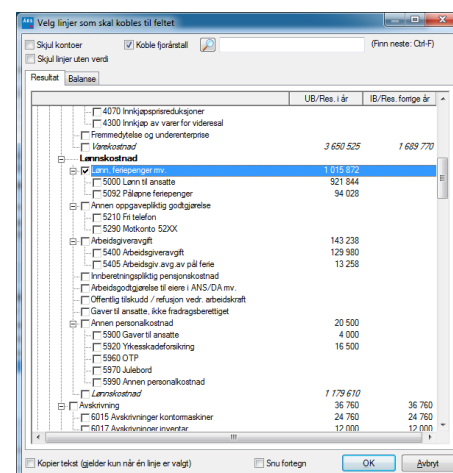 Velg linjer som skal kobles til feltet
Skjul kontoer Koble fjorårstall (Finn neste: Ctrl-F)
Skjul linjer uten verdi
Resultat Balanse
UB/Res. i år IB/Res. forrige år
4070 Innkjøpsprisreduksjoner
4300 Innkjøp av varer for videresal
Fremmedytelse og underenterprise
Varekostnad 3 650 525 1 689 770
Lønnskostnad
Lønn, feriepenger mv. 1 015 872
5000 Lønn til ansatte 921 844
5092 Påløpne feriepenger 94 028
Annen oppgavepliktig godtgjørelse
5210 Fri telefon
5290 Motkonto 52XX
Arbeidsgiveravgift 143 238
5400 Arbeidsgiveravgift 129 980
5405 Arbeidsgiv.avg.av pål ferie 13 258
Innberetningspliktig pensjonskostnad
Arbeidsgodtgjørelse til eiere i ANS/DA mv.
Offentlig tilskudd / refusjon vedr. arbeidskraft
Gaver til ansatte, ikke fradragsberettiget
Annen personalkostnad 20 500
5900 Gaver til ansatte 4 000
5920 Yrkesskadeforsikring 16 500
5960 OTP
5970 Julebord
5990 Annen personalkostnad
Lønnskostnad 1 179 610
Avskrivning 36 760 36 760
6015 Avskrivninger kontormaskiner 24 760 24 760
6017 Avskrivninger inventar 12 000 12 000
Kopier tekst (gjelder kun når én linje er valgt) Snu fortegn OK Avbryt